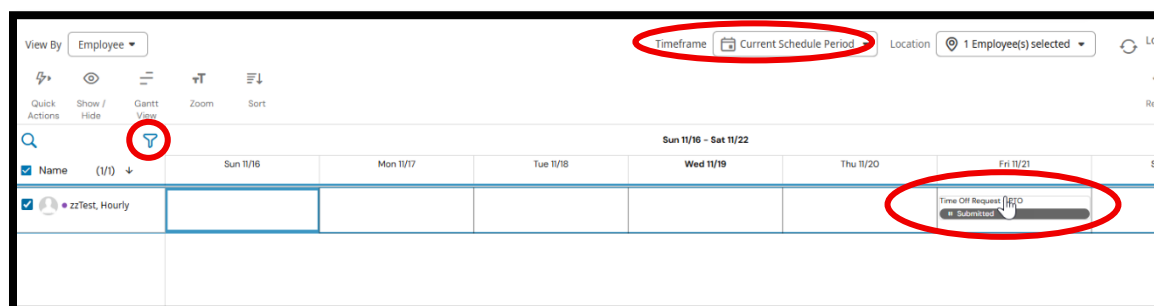 View By Employee
Timeframe Current Schedule Period Location 1 Employee(s) selected
Quick Actions
Show / Hide
Gantt View
Zoom
Sort
Sun 11/16 – Sat 11/22
Name (1/1)
Sun 11/16
Mon 11/17
Tue 11/18
Wed 11/19
Thu 11/20
Fri 11/21
zzTest, Hourly
Time Off Request PTO
Submitted